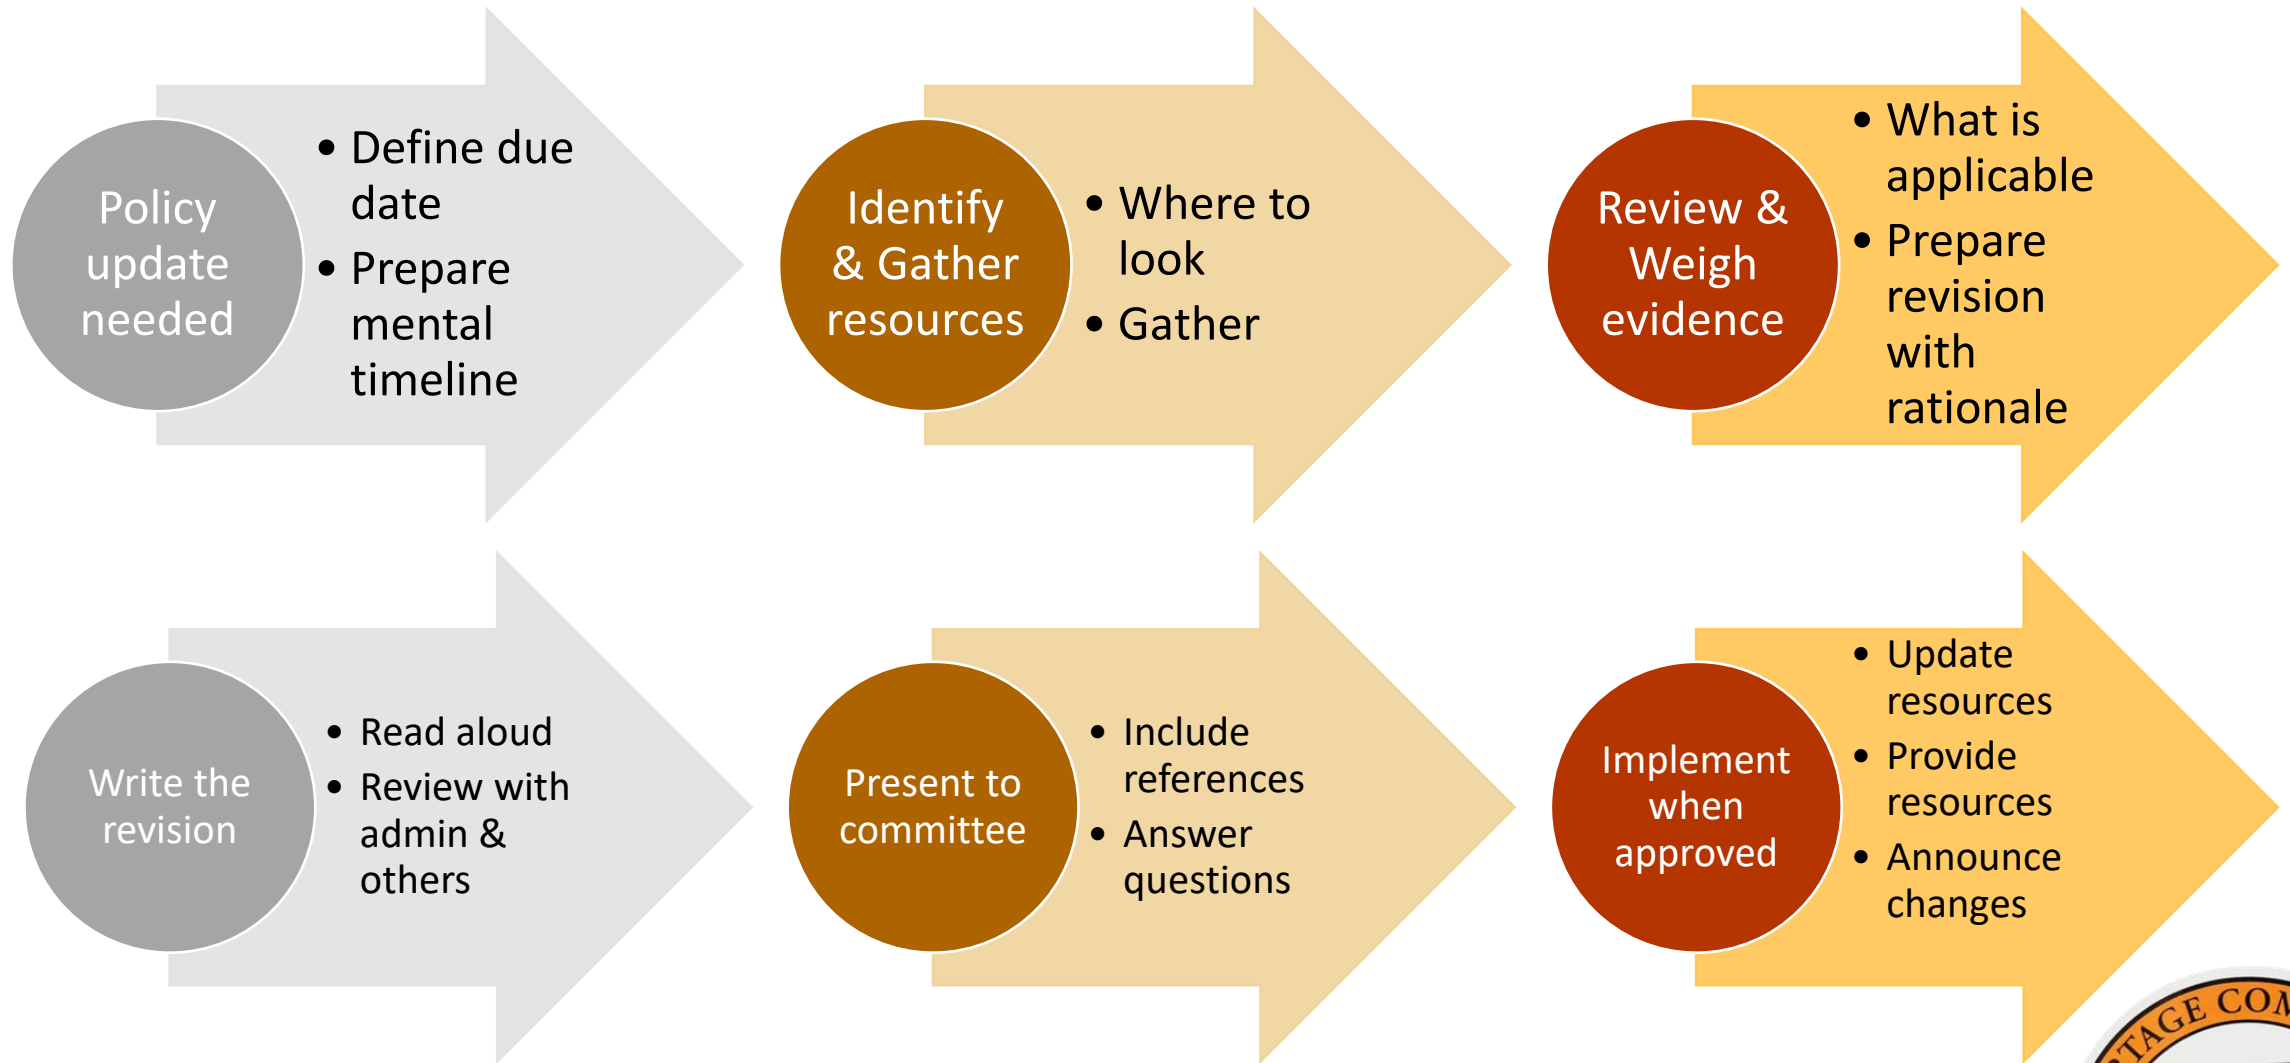 Policy
update
needed
• Define due
date
• Prepare
mental
timeline
Identify
& Gather
resources
• Where to
look
• Gather
Review &
Weigh
evidence
• What is
applicable
• Prepare
revision
with
rationale
Write the
revision
• Read aloud
• Review with
admin &
others
Present to
committee
• Include
references
• Answer
questions
Implement
when
approved
• Update
resources
• Provide
resources
• Announce
changes